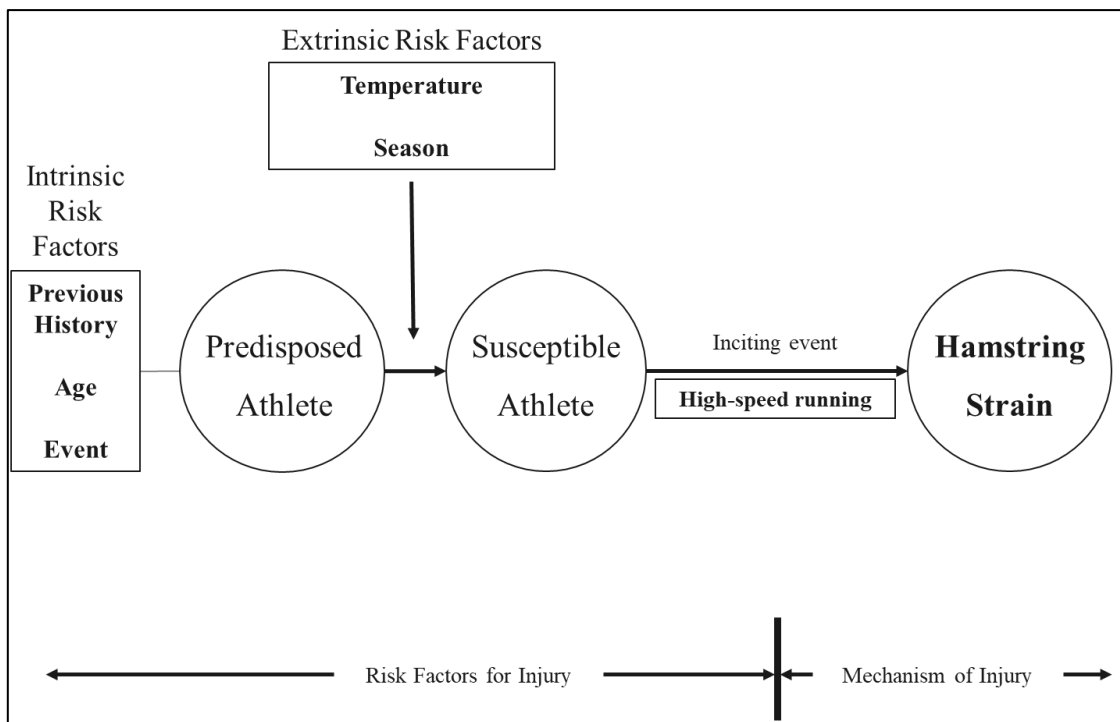 Extrinsic Risk Factors
Temperature
Season
Intrinsic
Risk
Factors
Previous
History
Age
Event
Predisposed
Athlete
Susceptible
Athlete
Inciting event
High-speed running
Hamstring
Strain
Risk Factors for Injury
Mechanism of Injury